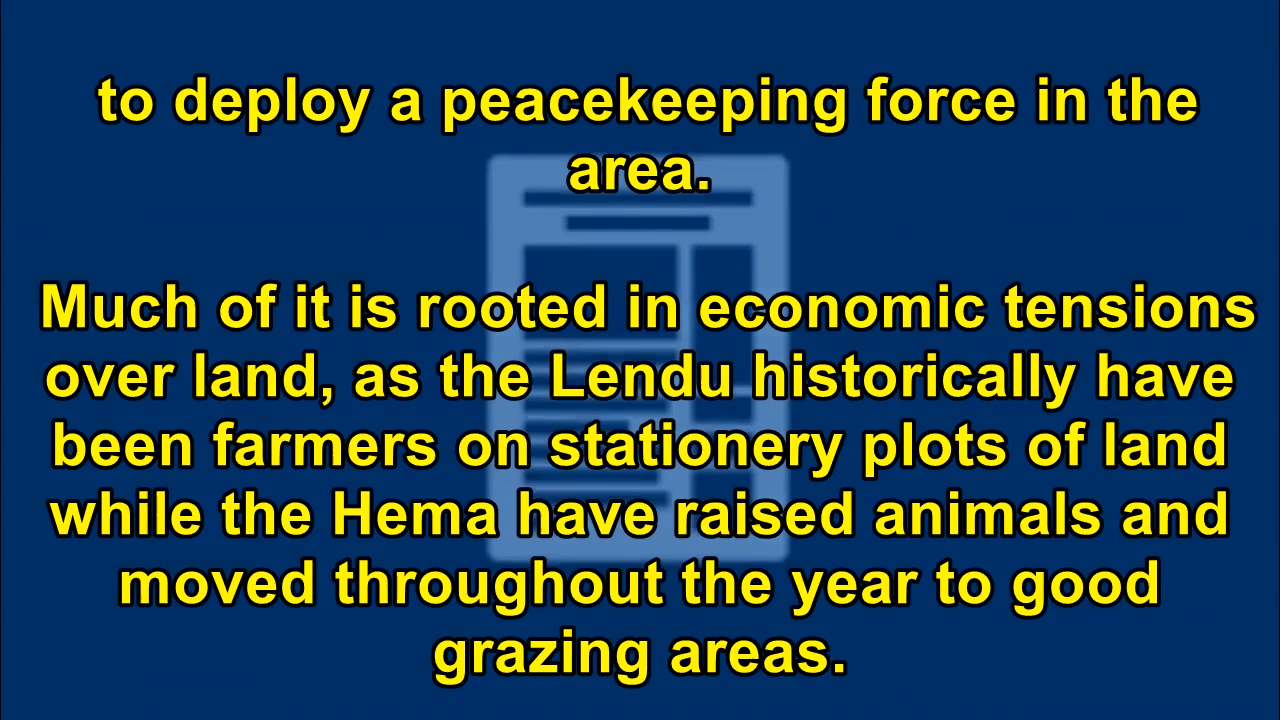 to deploy a peacekeeping force in the
area.
Much of it is rooted in economic tensions
over land, as the Lendu historically have
been farmers on stationery plots of land
while the Hema have raised animals and
moved throughout the year to good
grazing areas.